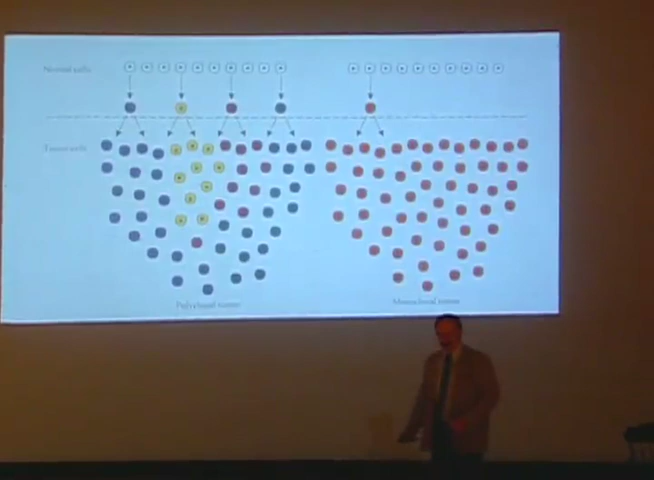 Normal cells
Tumor cells
Polyclonal tumor
Monoclonal tumor